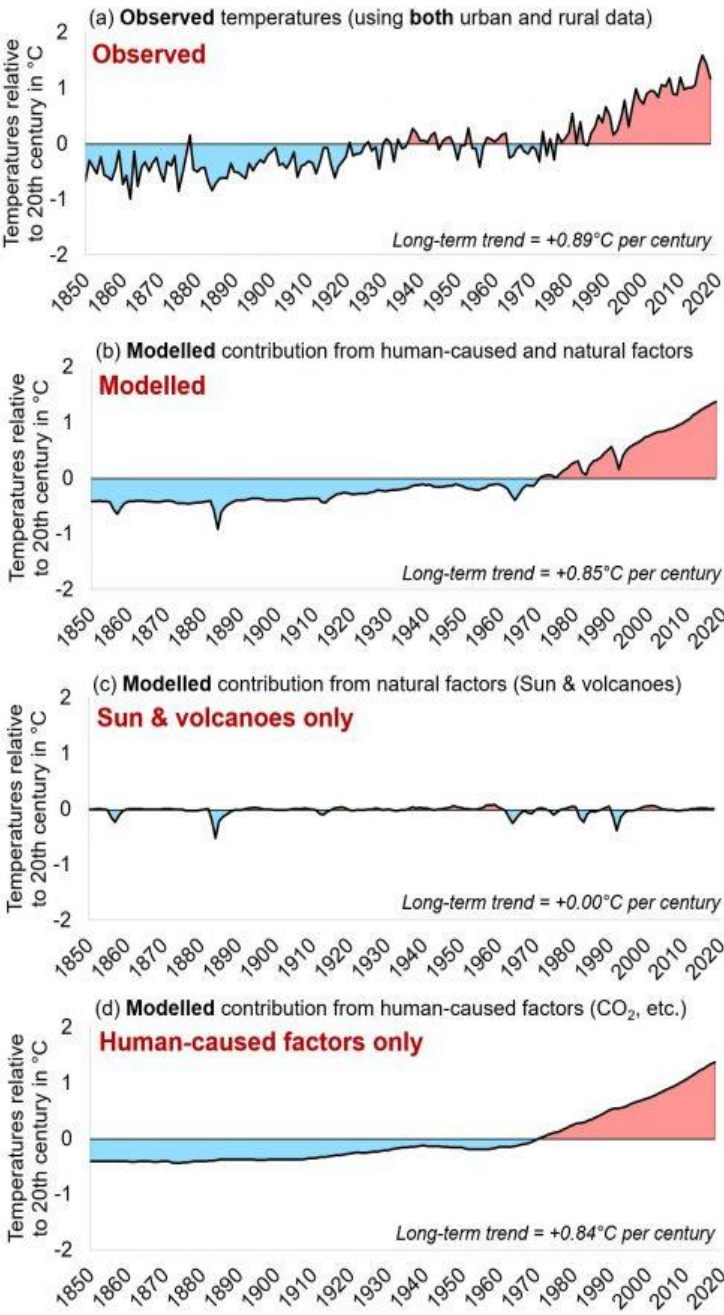 (a) Observed temperatures (using both urban and rural data)
Observed
Temperatures relative
to 20th century in °C
2
1
0
-1
-2
Long-term trend = +0.89°C per century
1850 1860 1870 1880 1890 1900 1910 1920 1930 1940 1950 1960 1970 1980 1990 2000 2010 2020
(b) Modelled contribution from human-caused and natural factors
Modelled
Temperatures relative
to 20th century in °C
2
1
0
-1
-2
Long-term trend = +0.85°C per century
1850 1860 1870 1880 1890 1900 1910 1920 1930 1940 1950 1960 1970 1980 1990 2000 2010 2020
(c) Modelled contribution from natural factors (Sun & volcanoes)
Sun & volcanoes only
Temperatures relative
to 20th century in °C
2
1
0
-1
-2
Long-term trend = +0.00°C per century
1850 1860 1870 1880 1890 1900 1910 1920 1930 1940 1950 1960 1970 1980 1990 2000 2010 2020
(d) Modelled contribution from human-caused factors (CO₂, etc.)
Human-caused factors only
Temperatures relative
to 20th century in °C
2
1
0
-1
-2
Long-term trend = +0.84°C per century
1850 1860 1870 1880 1890 1900 1910 1920 1930 1940 1950 1960 1970 1980 1990 2000 2010 2020